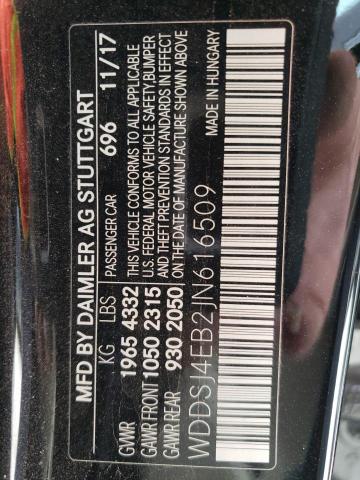 MFD BY DAIMLER AG STUTTGART
KG LBS PASSENGER CAR 696 11/17
GVWR 1965 4332 THIS VEHICLE CONFORMS TO ALL APPLICABLE
GAWR FRONT 1050 2315 U.S. FEDERAL MOTOR VEHICLE SAFETY, BUMPER
GAWR REAR 930 2050 AND THEFT PREVENTION STANDARDS IN EFFECT
ON THE DATE OF MANUFACTURE SHOWN ABOVE
WDDSJ4EB2JN616509 MADE IN HUNGARY